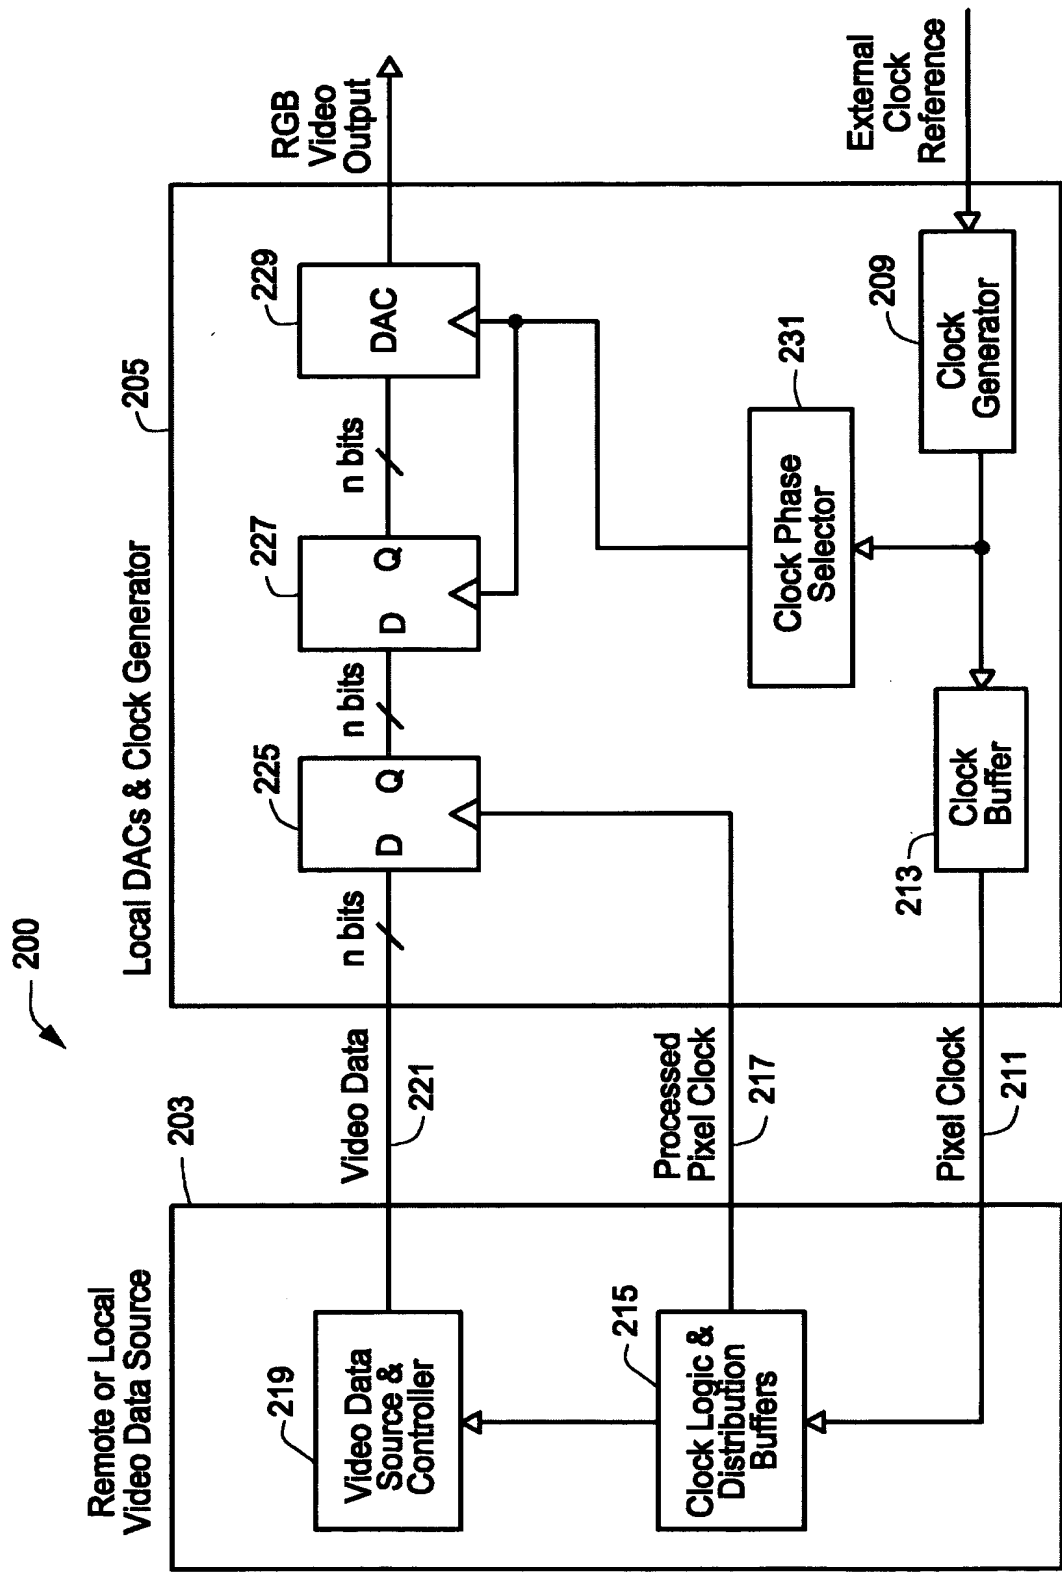 200
Remote or Local
Video Data Source
203
219
Video Data
Source &
Controller
215
Clock Logic &
Distribution
Buffers
Video Data
221
Processed
Pixel Clock
217
Pixel Clock
211
Local DACs & Clock Generator
205
n bits
225
D
Q
n bits
227
D
Q
n bits
229
DAC
RGB
Video
Output
Clock Phase
Selector
231
213
Clock
Buffer
Clock
Generator
209
External
Clock
Reference